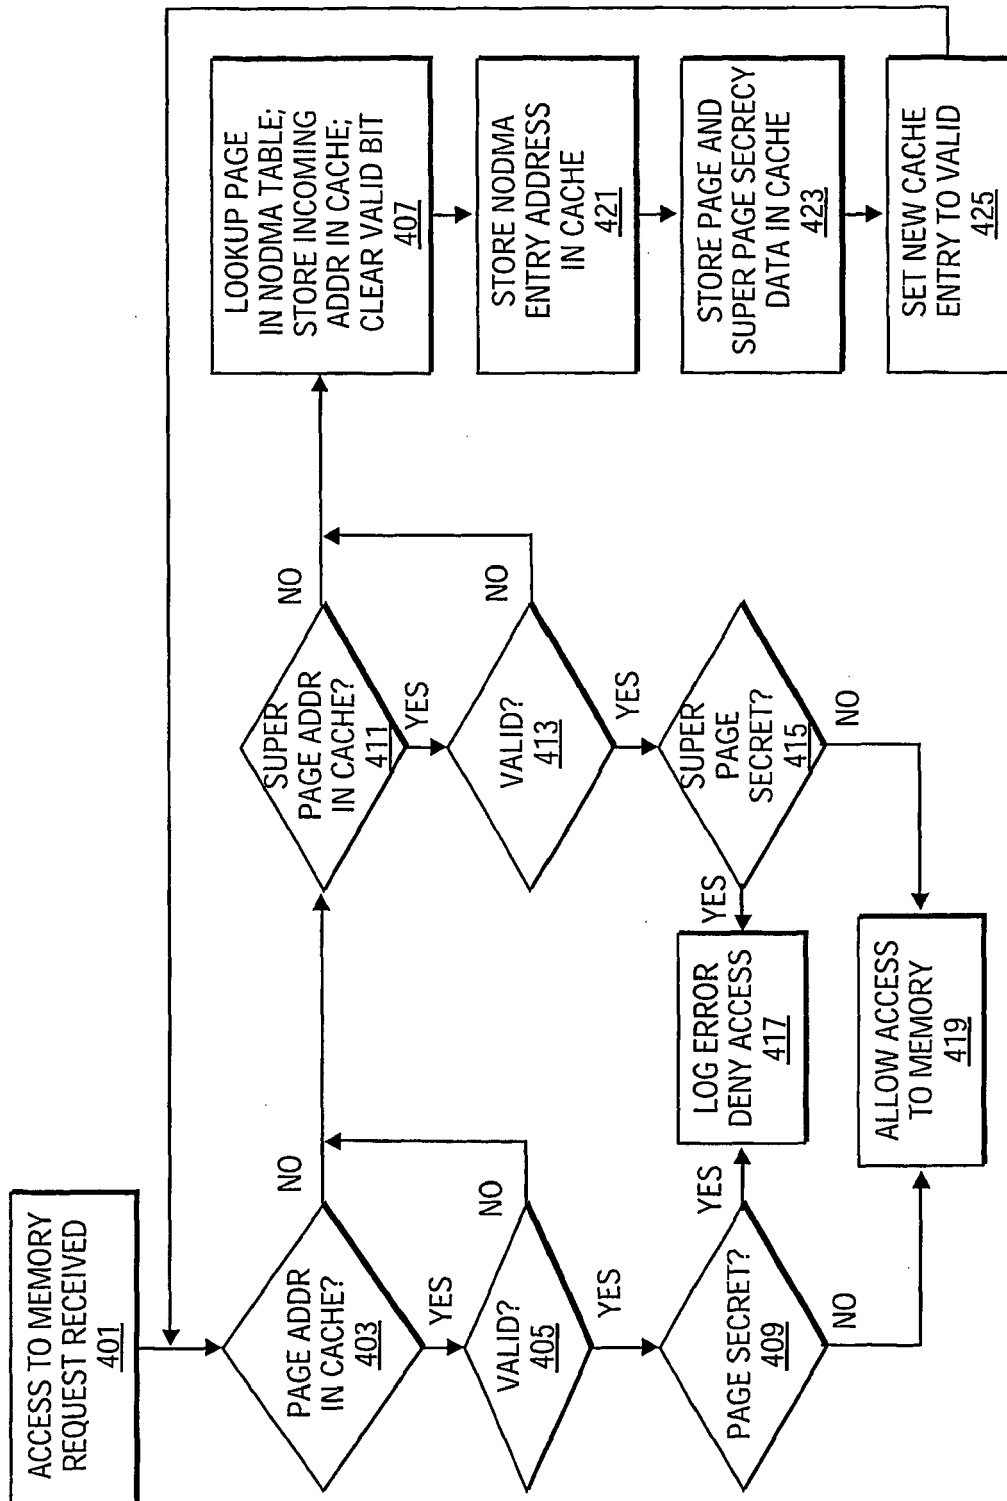 ACCESS TO MEMORY
REQUEST RECEIVED
401
PAGE ADDR
IN CACHE?
403
NO
YES
VALID?
405
NO
YES
PAGE SECRET?
409
YES
NO
SUPER
PAGE ADDR
IN CACHE?
411
NO
YES
VALID?
413
NO
YES
SUPER
PAGE
SECRET?
415
YES
NO
LOG ERROR
DENY ACCESS
417
ALLOW ACCESS
TO MEMORY
419
LOOKUP PAGE
IN NODMA TABLE;
STORE INCOMING
ADDR IN CACHE;
CLEAR VALID BIT
407
STORE NODMA
ENTRY ADDRESS
IN CACHE
421
STORE PAGE AND
SUPER PAGE SECRECY
DATA IN CACHE
423
SET NEW CACHE
ENTRY TO VALID
425